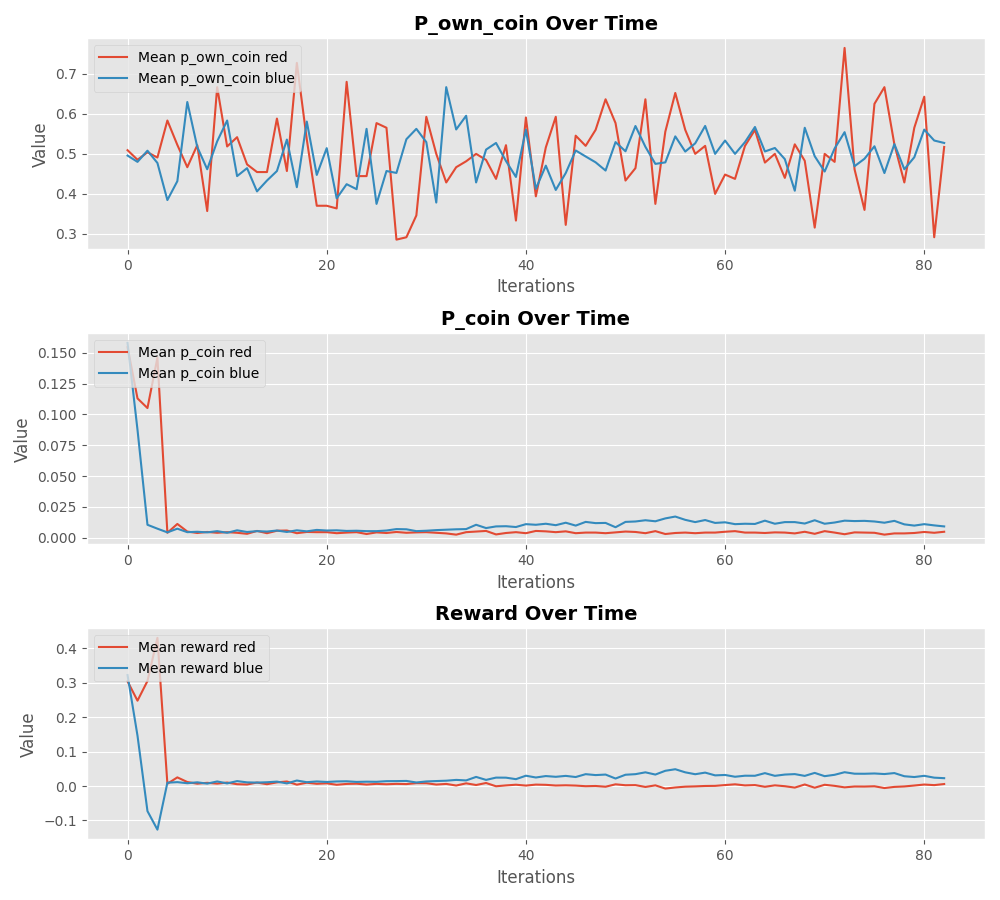 P_own_coin Over Time
Mean p_own_coin red
Mean p_own_coin blue
Value
0.7
0.6
0.5
0.4
0.3
0
20
40
60
80
Iterations
P_coin Over Time
Mean p_coin red
Mean p_coin blue
Value
0.150
0.125
0.100
0.075
0.050
0.025
0.000
0
20
40
60
80
Iterations
Reward Over Time
Mean reward red
Mean reward blue
Value
0.4
0.3
0.2
0.1
0.0
−0.1
0
20
40
60
80
Iterations